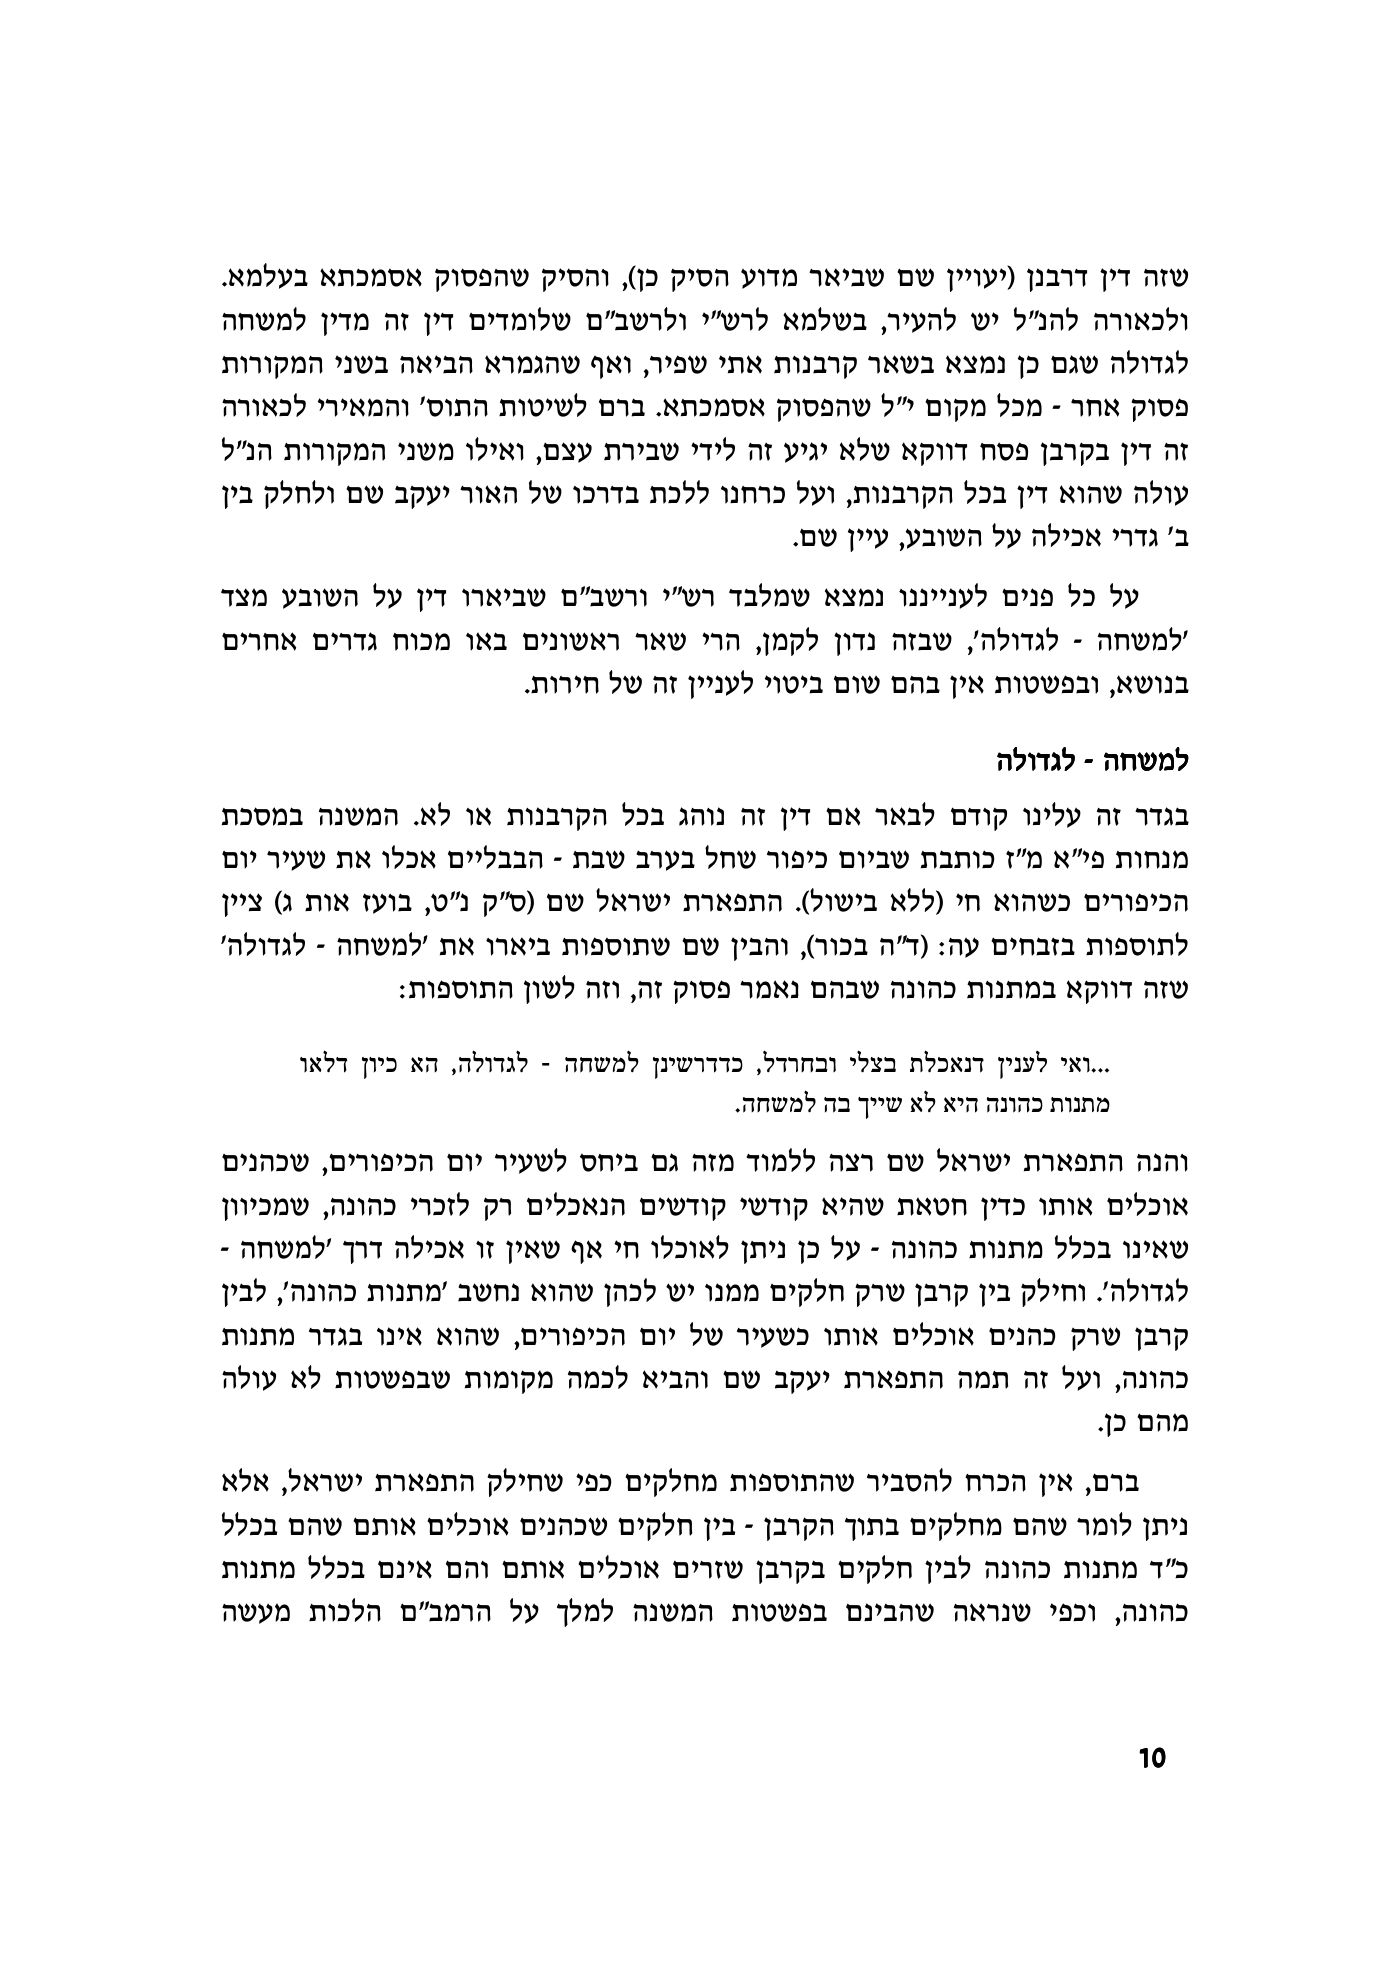 שזה דין דרבנן (יעויין שם שביאר מדוע הסיק כן), והסיק שהפסוק אסמכתא בעלמא.
ולכאורה להנ"ל יש להעיר, בשלמא לרש"י ולרשב"ם שלומדים דין זה מדין למשחה
לגדולה שגם כן נמצא בשאר קרבנות אתי שפיר, ואף שהגמרא הביאה בשני המקורות
פסוק אחר - מכל מקום י"ל שהפסוק אסמכתא. ברם לשיטות התוס' והמאירי לכאורה
זה דין בקרבן פסח דווקא שלא יגיע זה לידי שבירת עצם, ואילו משני המקורות הנ"ל
עולה שהוא דין בכל הקרבנות, ועל כרחנו ללכת בדרכו של האור יעקב שם ולחלק בין
ב' גדרי אכילה על השובע, עיין שם.
על כל פנים לענייננו נמצא שמלבד רש"י ורשב"ם שביארו דין על השובע מצד
'למשחה - לגדולה', שבזה נדון לקמן, הרי שאר ראשונים באו מכוח גדרים אחרים
בנושא, ובפשטות אין בהם שום ביטוי לעניין זה של חירות.
למשחה - לגדולה
בגדר זה עלינו קודם לבאר אם דין זה נוהג בכל הקרבנות או לא. המשנה במסכת
מנחות פי"א מ"ז כותבת שביום כיפור שחל בערב שבת - הבבליים אכלו את שעיר יום
הכיפורים כשהוא חי (ללא בישול). התפארת ישראל שם (ס"ק נ"ט, בועז אות ג) ציין
לתוספות בזבחים עה: (ד"ה בכור), והבין שם שתוספות ביארו את 'למשחה - לגדולה'
שזה דווקא במתנות כהונה שבהם נאמר פסוק זה, וזה לשון התוספות:
...ואי לענין דנאכלת בצלי ובחרדל, כדדרשינן למשחה - לגדולה, הא כיון דלאו
מתנות כהונה היא לא שייך בה למשחה.
והנה התפארת ישראל שם רצה ללמוד מזה גם ביחס לשעיר יום הכיפורים, שכהנים
אוכלים אותו כדין חטאת שהיא קודשי קודשים הנאכלים רק לזכרי כהונה, שמכיוון
שאינו בכלל מתנות כהונה - על כן ניתן לאוכלו חי אף שאין זו אכילה דרך 'למשחה -
לגדולה'. וחילק בין קרבן שרק חלקים ממנו יש לכהן שהוא נחשב 'מתנות כהונה', לבין
קרבן שרק כהנים אוכלים אותו כשעיר של יום הכיפורים, שהוא אינו בגדר מתנות
כהונה, ועל זה תמה התפארת יעקב שם והביא לכמה מקומות שבפשטות לא עולה
מהם כן.
ברם, אין הכרח להסביר שהתוספות מחלקים כפי שחילק התפארת ישראל, אלא
ניתן לומר שהם מחלקים בתוך הקרבן - בין חלקים שכהנים אוכלים אותם שהם בכלל
כ"ד מתנות כהונה לבין חלקים בקרבן שזרים אוכלים אותם והם אינם בכלל מתנות
כהונה, וכפי שנראה שהבינם בפשטות המשנה למלך על הרמב"ם הלכות מעשה
10